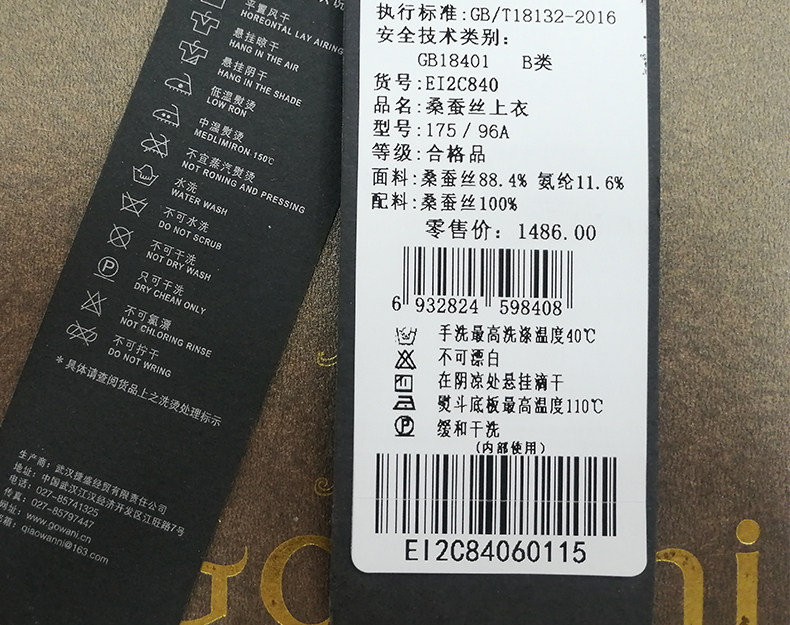 平置风干
HOREONTAL LAY AIRING
悬挂晾干
HANG IN THE AIR
悬挂阴干
HANG IN THE SHADE
低温熨烫
LOW RON
中温熨烫
MEDLIMIRON·150℃
不宜蒸汽熨烫
NOT RONING AND PRESSING
水洗
WATER WASH
不可水洗
DO NOT SCRUB
不可干洗
NOT DRY WASH
只可干洗
DRY CHEAN ONLY
不可氯漂
NOT CHLORING RINSE
不可拧干
DO NOT WRING
*具体请查阅货品上之洗烫处理标示
生产商：武汉捷盛经贸有限责任公司
地址：中国武汉江汉经济开发区江旺路7号
电话：027-85741325
传真：027-85797447
网址：www.gowani.cn
邮箱：qiaowanni@163.com
执行标准:GB/T18132-2016
安全技术类别:
GB18401 B类
货号:EI2C840
品名:桑蚕丝上衣
型号:175/96A
等级:合格品
面料:桑蚕丝88.4% 氨纶11.6%
配料:桑蚕丝100%
零售价: 1486.00
6 932824 598408
手洗最高洗涤温度40℃
不可漂白
在阴凉处悬挂滴干
熨斗底板最高温度110℃
缓和干洗
(内部使用)
EI2C84060115